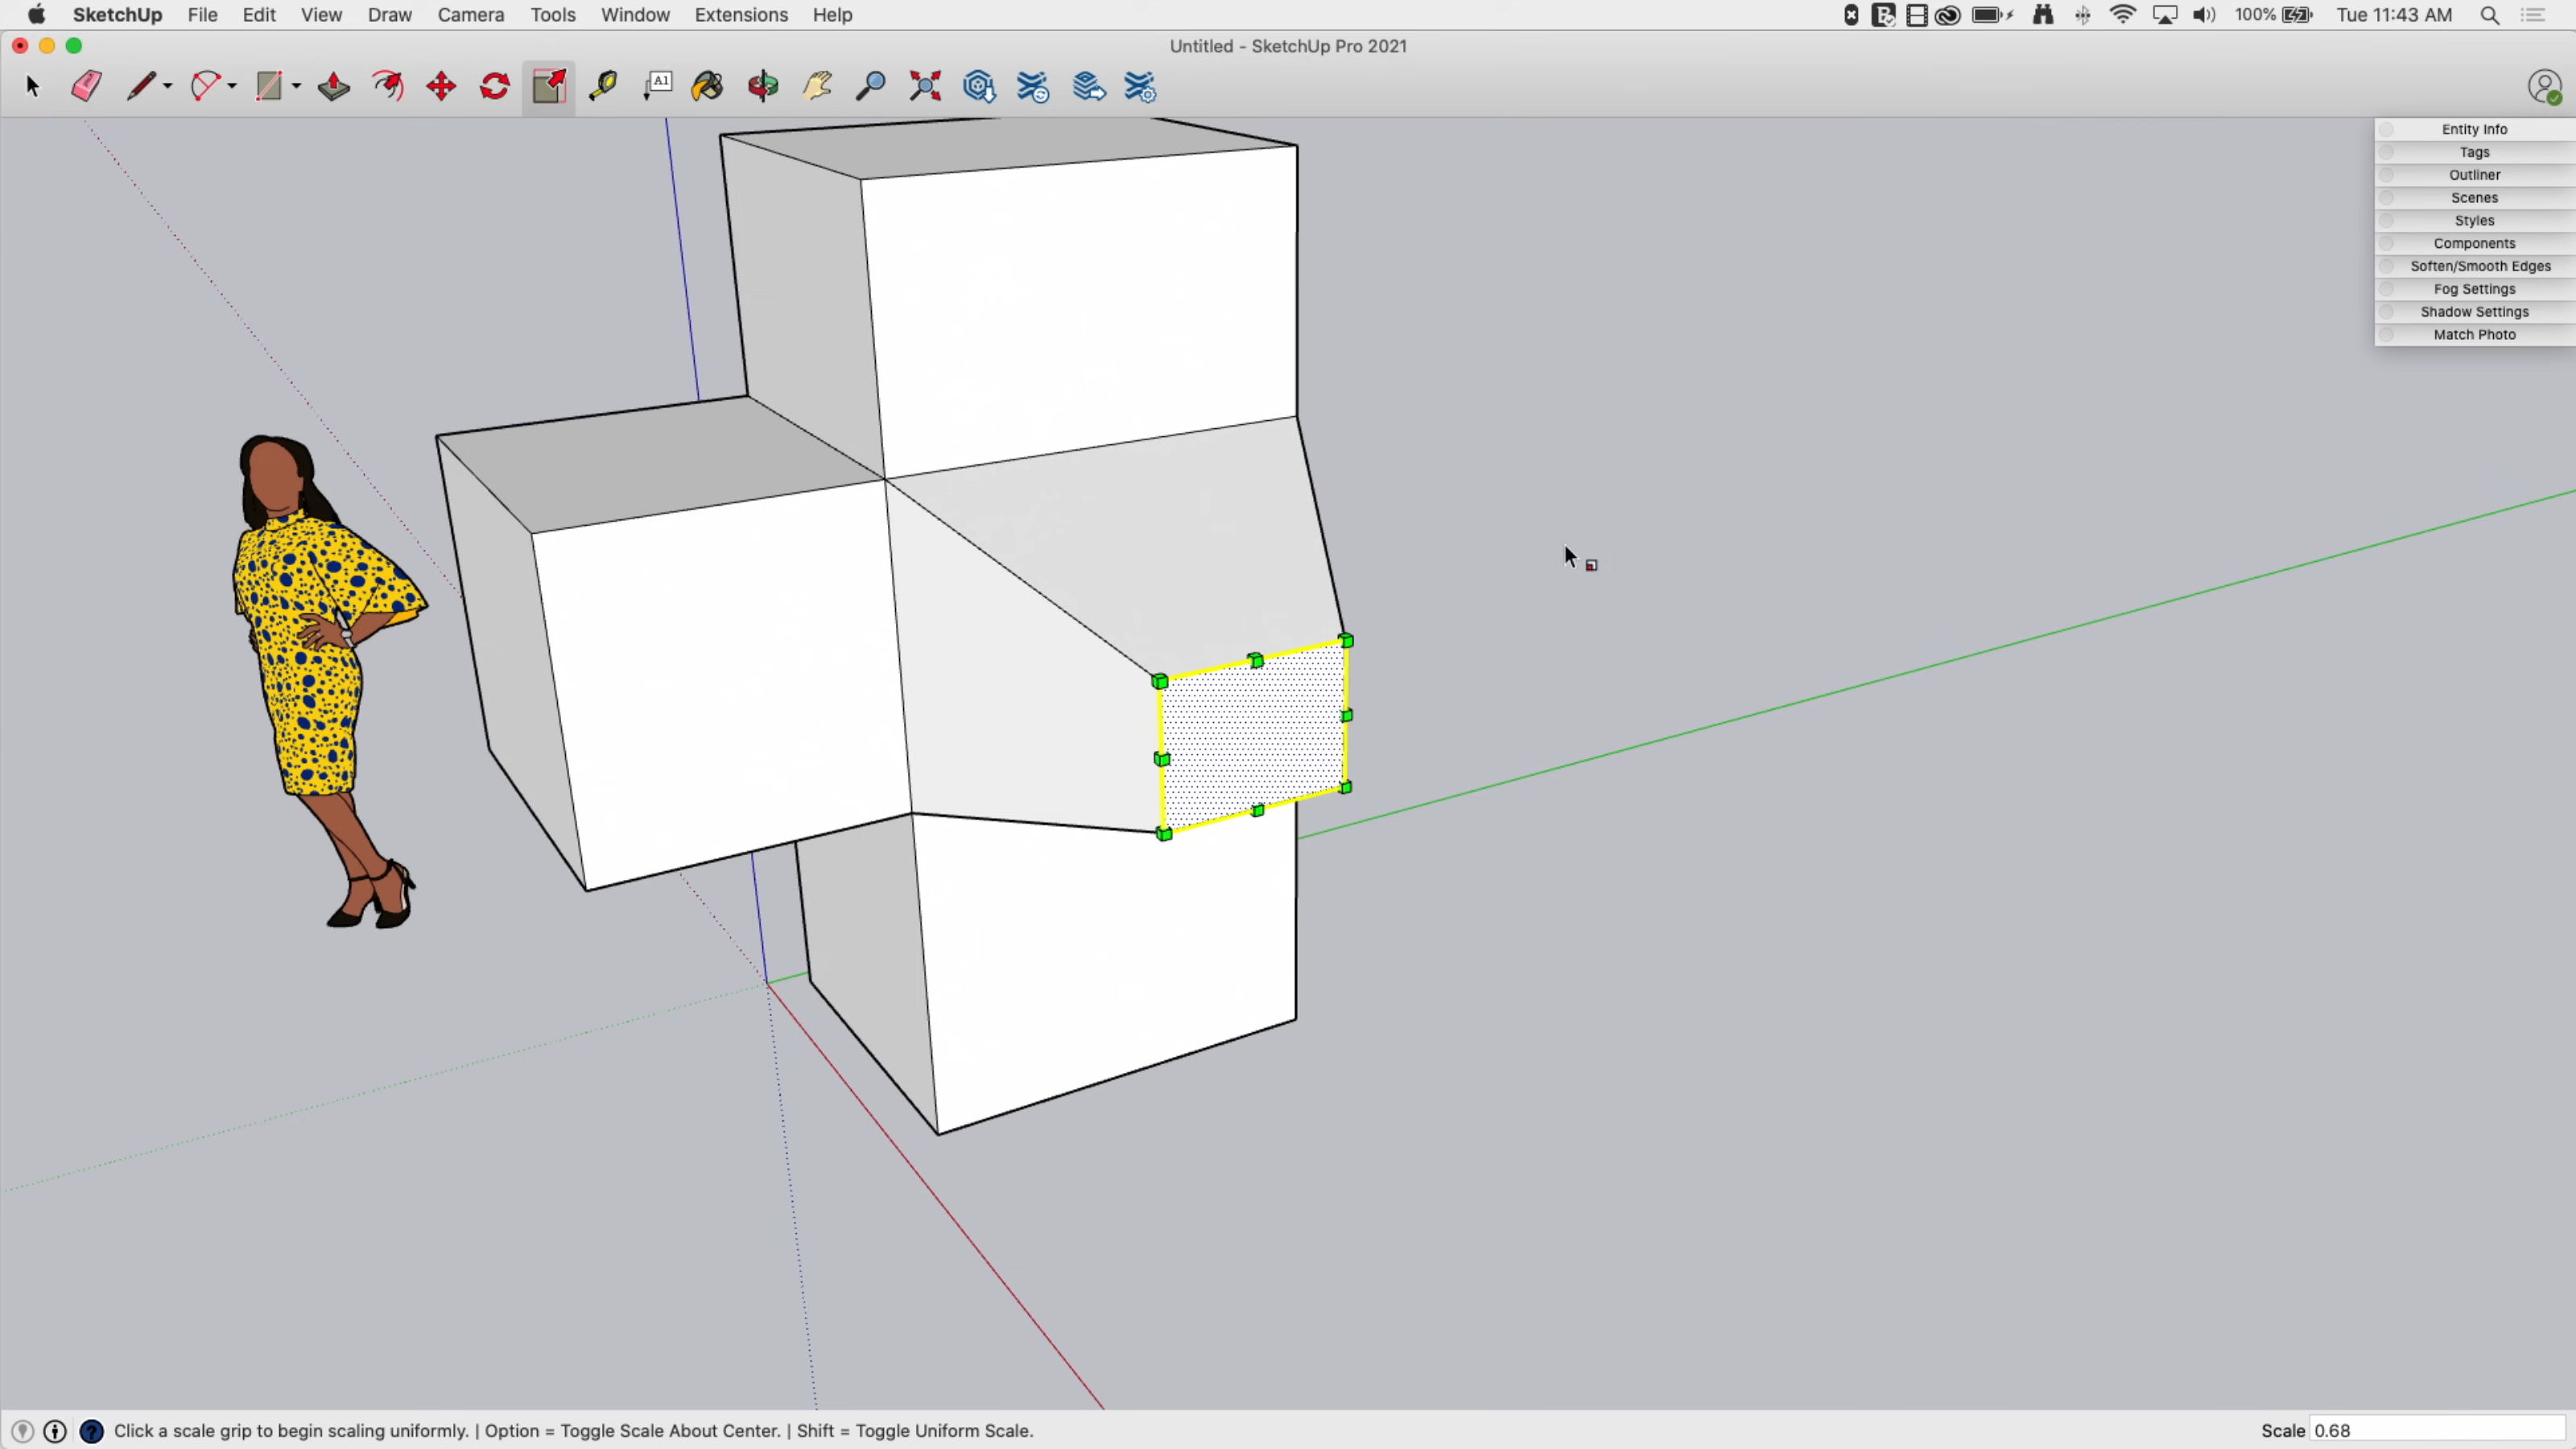 SketchUp File Edit View Draw Camera Tools Window Extensions Help 100% Tue 11:43 AM
Untitled - SketchUp Pro 2021
A1
Entity Info
Tags
Outliner
Scenes
Styles
Components
Soften/Smooth Edges
Fog Settings
Shadow Settings
Match Photo
Click a scale grip to begin scaling uniformly. | Option = Toggle Scale About Center. | Shift = Toggle Uniform Scale. Scale 0.68